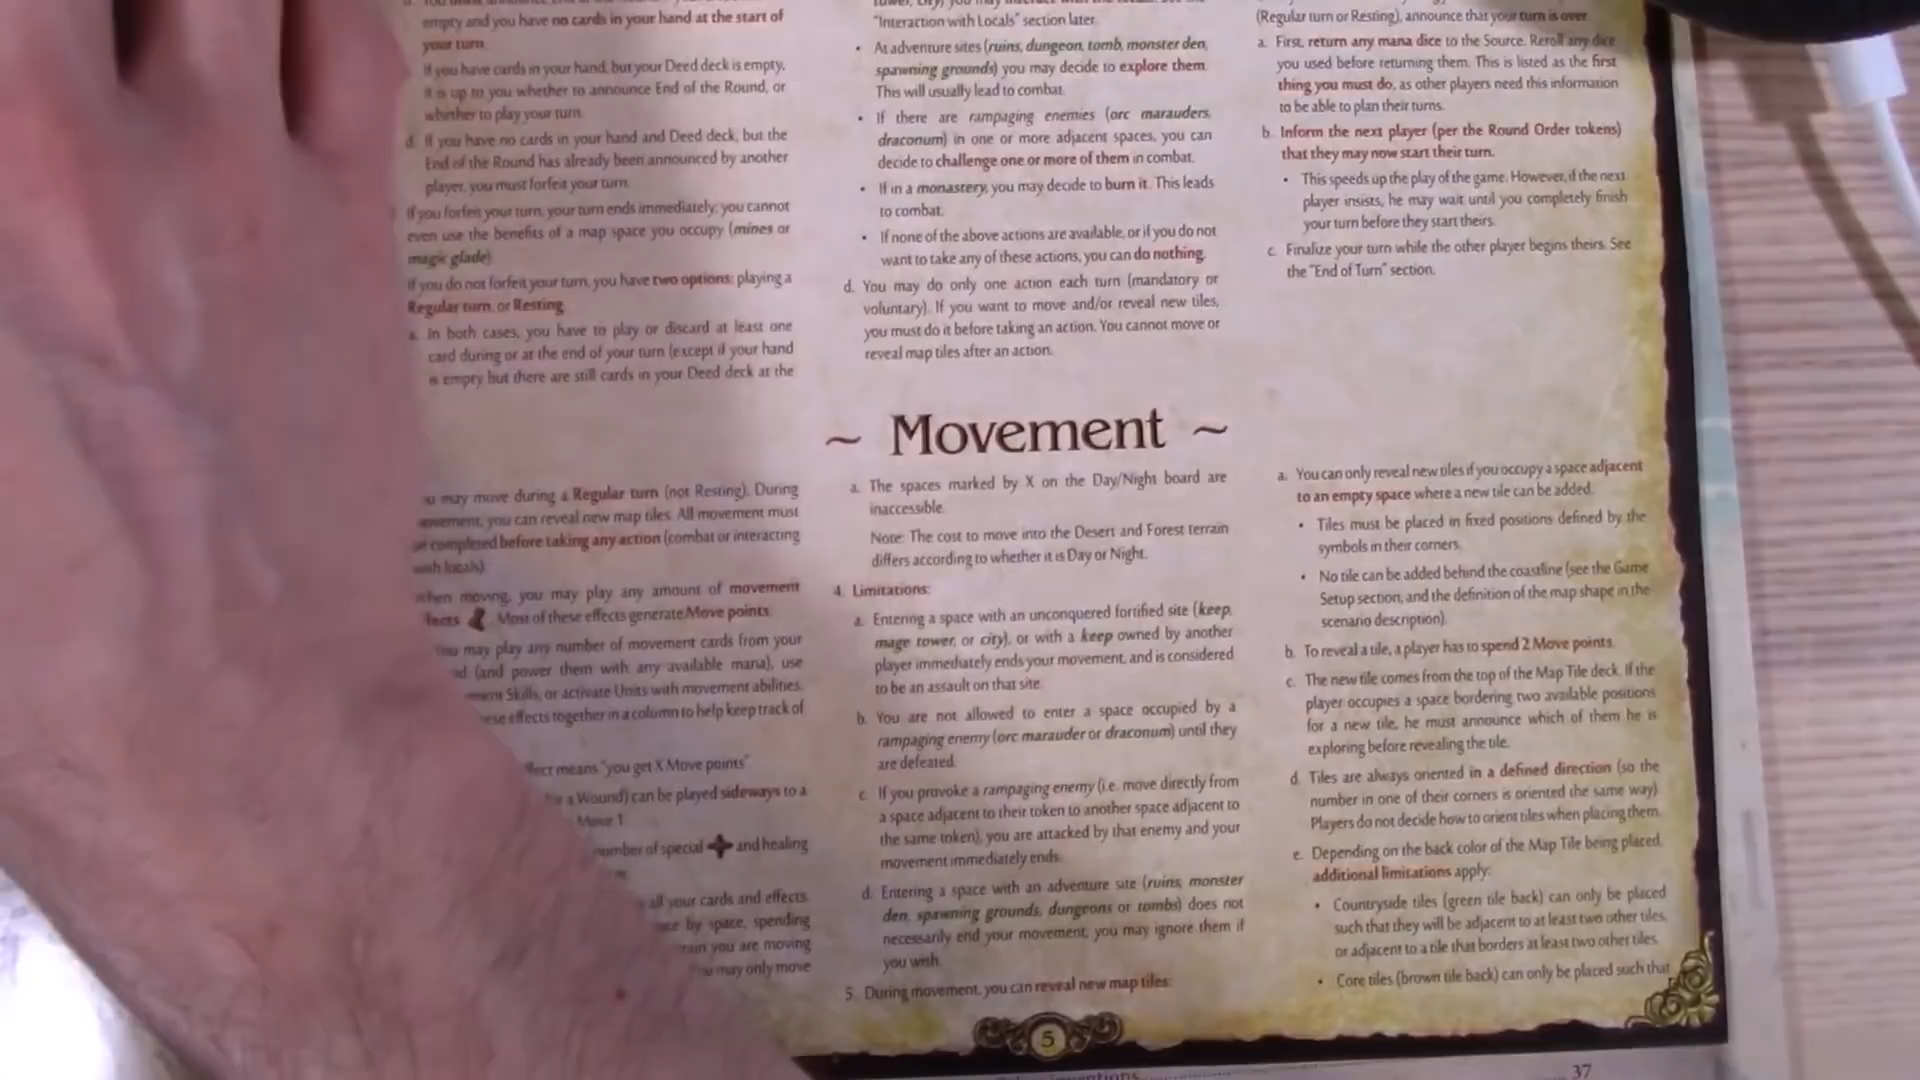 empty and you have no cards in your hand at the start of
your turn.
If you have cards in your hand, but your Deed deck is empty,
it is up to you whether to announce End of the Round, or
whether to play your turn.
d. If you have no cards in your hand and Deed deck, but the
End of the Round has already been announced by another
player, you must forfeit your turn.
If you forfeit your turn, your turn ends immediately; you cannot
even use the benefits of a map space you occupy (mines or
magic glade)
If you do not forfeit your turn, you have two options: playing a
Regular turn, or Resting.
a. In both cases, you have to play or discard at least one
card during or at the end of your turn (except if your hand
is empty but there are still cards in your Deed deck at the
"Interaction with Locals" section later.
• At adventure sites (ruins, dungeon, tomb, monster den,
spawning grounds) you may decide to explore them.
This will usually lead to combat.
• If there are rampaging enemies (orc marauders,
draconum) in one or more adjacent spaces, you can
decide to challenge one or more of them in combat.
• If in a monastery, you may decide to burn it. This leads
to combat.
• If none of the above actions are available, or if you do not
want to take any of these actions, you can do nothing.
d. You may do only one action each turn (mandatory or
voluntary). If you want to move and/or reveal new tiles,
you must do it before taking an action. You cannot move or
reveal map tiles after an action.
(Regular turn or Resting), announce that your turn is over.
a. First, return any mana dice to the Source. Reroll any dice
you used before returning them. This is listed as the first
thing you must do, as other players need this information
to be able to plan their turns.
b. Inform the next player (per the Round Order tokens)
that they may now start their turn.
• This speeds up the play of the game. However, if the next
player insists, he may wait until you completely finish
your turn before they start theirs.
c. Finalize your turn while the other player begins theirs. See
the "End of Turn" section.
~ Movement ~
may move during a Regular turn (not Resting). During
movement, you can reveal new map tiles. All movement must
completed before taking any action (combat or interacting
with locals)
when moving, you may play any amount of movement
Most of these effects generate Move points.
You may play any number of movement cards from your
(and power them with any available mana), use
Skills, or activate Units with movement abilities.
these effects together in a column to help keep track of
means "you get X Move points"
a Wound) can be played sideways to a
Move 1.
number of special and healing
all your cards and effects.
by space, spending
you are moving
may only move
a. The spaces marked by X on the Day/Night board are
inaccessible.
Note: The cost to move into the Desert and Forest terrain
differs according to whether it is Day or Night.
4. Limitations:
a. Entering a space with an unconquered fortified site (keep,
mage tower, or city), or with a keep owned by another
player immediately ends your movement, and is considered
to be an assault on that site.
b. You are not allowed to enter a space occupied by a
rampaging enemy (orc marauder or draconum) until they
are defeated.
c. If you provoke a rampaging enemy (i.e. move directly from
a space adjacent to their token to another space adjacent to
the same token), you are attacked by that enemy and your
movement immediately ends.
d. Entering a space with an adventure site (ruins, monster
den, spawning grounds, dungeons or tombs) does not
necessarily end your movement, you may ignore them if
you wish.
5. During movement, you can reveal new map tiles:
a. You can only reveal new tiles if you occupy a space adjacent
to an empty space where a new tile can be added.
• Tiles must be placed in fixed positions defined by the
symbols in their corners.
• No tile can be added behind the coastline (see the Game
Setup section, and the definition of the map shape in the
scenario description).
b. To reveal a tile, a player has to spend 2 Move points.
c. The new tile comes from the top of the Map Tile deck. If the
player occupies a space bordering two available positions
for a new tile, he must announce which of them he is
exploring before revealing the tile.
d. Tiles are always oriented in a defined direction (so the
number in one of their corners is oriented the same way)
Players do not decide how to orient tiles when placing them.
e. Depending on the back color of the Map Tile being placed,
additional limitations apply:
• Countryside tiles (green tile back) can only be placed
such that they will be adjacent to at least two other tiles,
or adjacent to a tile that borders at least two other tiles.
• Core tiles (brown tile back) can only be placed such that
5
37